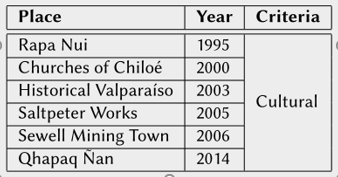 Place Year Criteria
Rapa Nui 1995
Churches of Chiloé 2000
Historical Valparaíso 2003
Cultural
Saltpeter Works 2005
Sewell Mining Town 2006
Qhapaq Ñan 2014